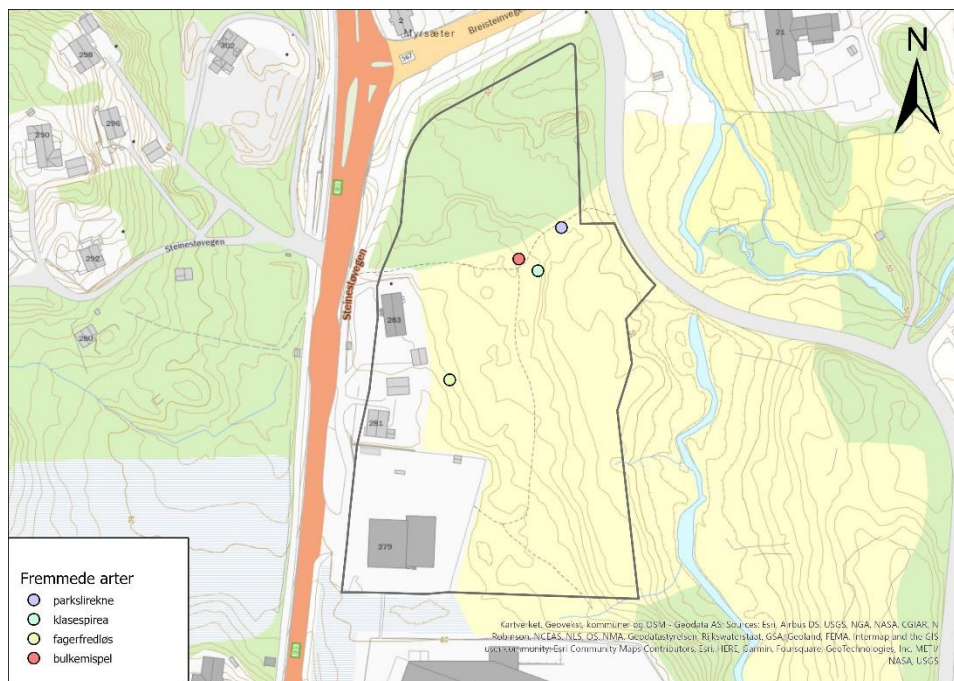 2
Breisteinvegen
Myrsæter
567
N
21
298
302
290
296
E39
Steinestøvegen
292
Steinestøvegen
283
280
281
60
279
E39
Fremmede arter
parkslirekne
klasespirea
fagerfredløs
bulkemispel
Kartverket, Geovekst, kommuner og OSM - Geodata AS; Sources: Esri, Airbus DS, USGS, NGA, NASA, CGIAR, N
Robinson, NCEAS, NLS, OS, NMA, Geodatastyrelsen, Rijkswaterstaat, GSA, Geoland, FEMA, Intermap and the GIS
user community; Esri Community Maps Contributors, Esri, HERE, Garmin, Foursquare, GeoTechnologies, Inc, METI/
NASA, USGS